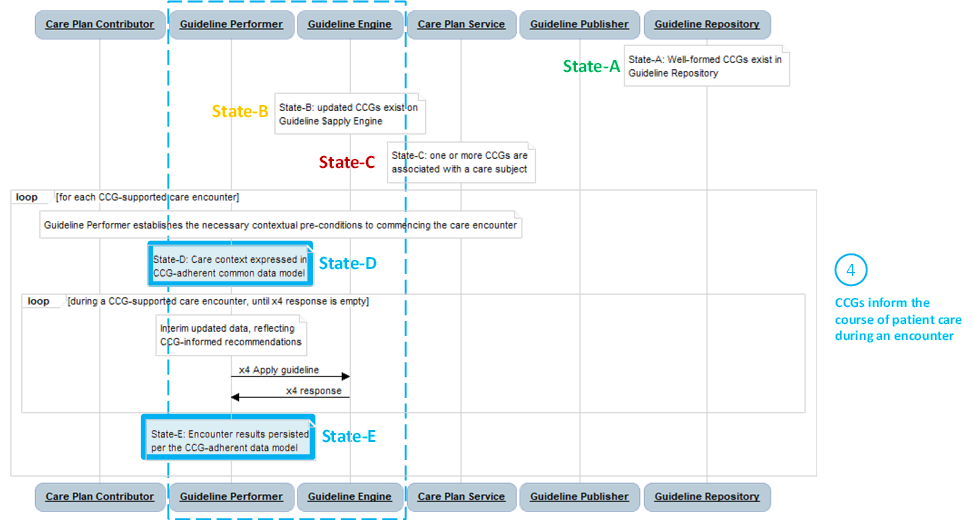 Care Plan Contributor
Guideline Performer
Guideline Engine
Care Plan Service
Guideline Publisher
Guideline Repository
State-A
State-A: Well-formed CCGs exist in
Guideline Repository
State-B
State-B: updated CCGs exist on
Guideline $apply Engine
State-C
State-C: one or more CCGs are
associated with a care subject
loop
[for each CCG-supported care encounter]
Guideline Performer establishes the necessary contextual pre-conditions to commencing the care encounter
State-D: Care context expressed in
CCG-adherent common data model
State-D
4
CCGs inform the
course of patient care
during an encounter
loop
[during a CCG-supported care encounter, until x4 response is empty]
Interim updated data, reflecting
CCG-informed recommendations
x4 Apply guideline
x4 response
State-E: Encounter results persisted
per the CCG-adherent data model
State-E
Care Plan Contributor
Guideline Performer
Guideline Engine
Care Plan Service
Guideline Publisher
Guideline Repository